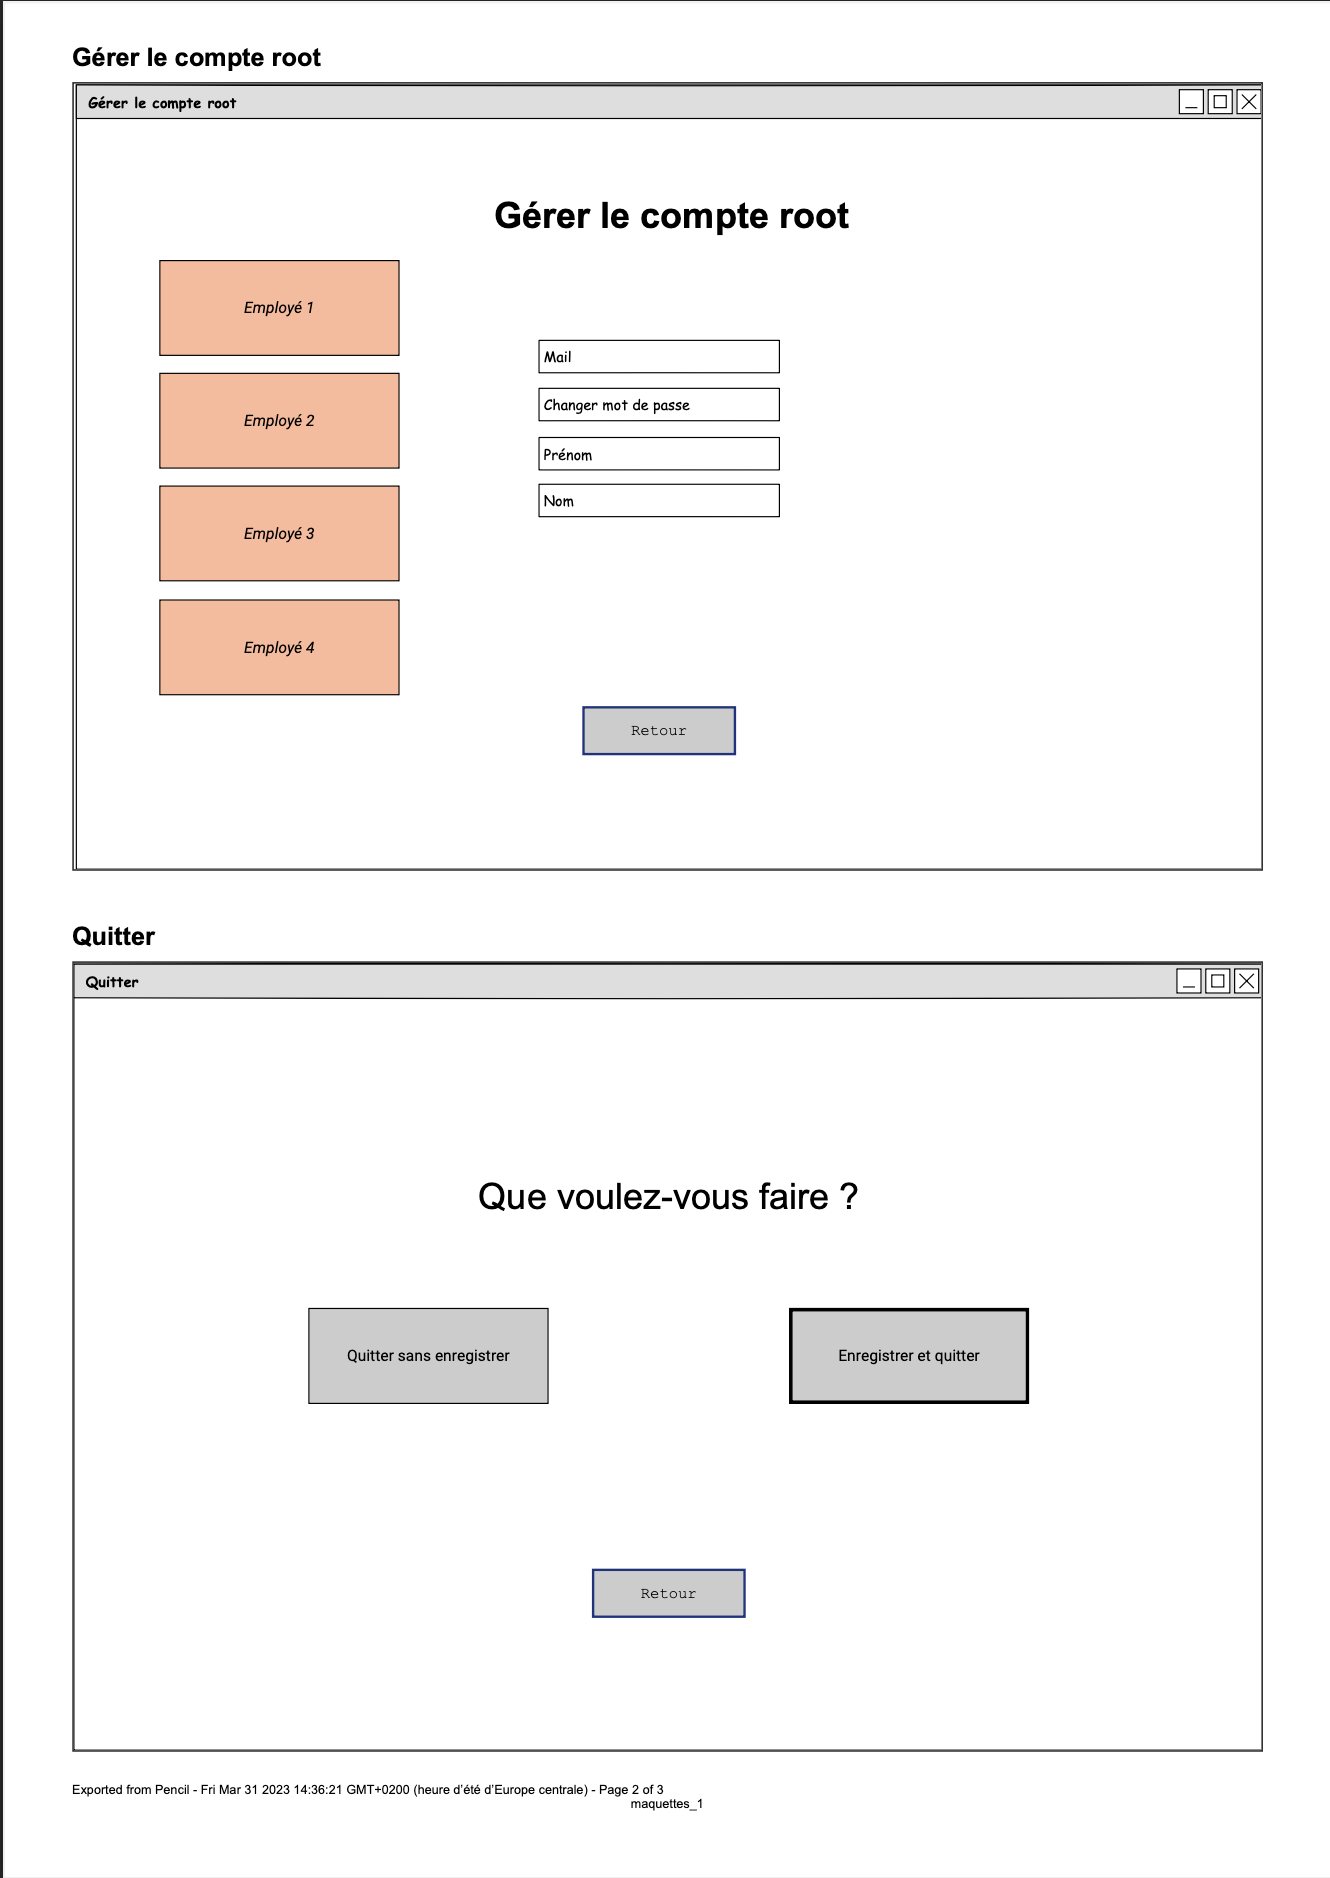 Gérer le compte root
Gérer le compte root
Gérer le compte root
Employé 1
Employé 2
Employé 3
Employé 4
Mail
Changer mot de passe
Prénom
Nom
Retour
Quitter
Quitter
Que voulez-vous faire ?
Quitter sans enregistrer
Enregistrer et quitter
Retour
Exported from Pencil - Fri Mar 31 2023 14:36:21 GMT+0200 (heure d’été d’Europe centrale) - Page 2 of 3
maquettes_1